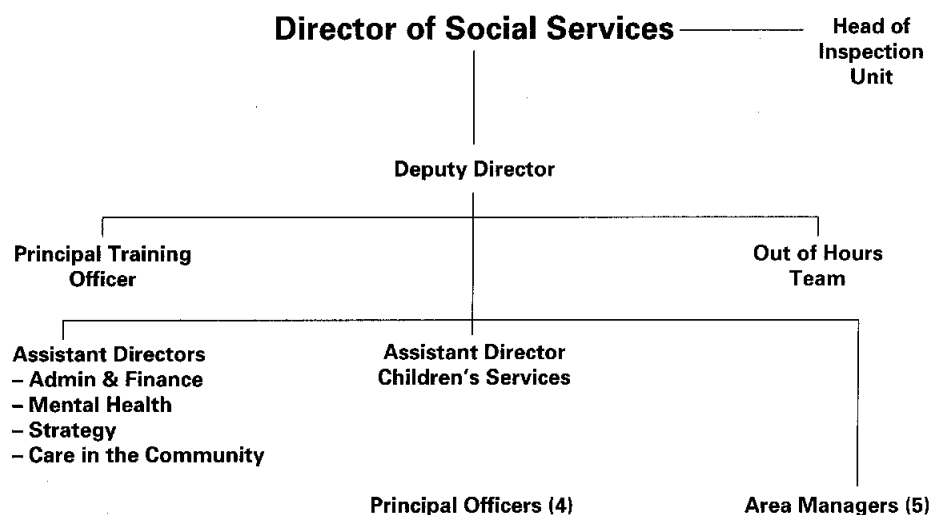 Director of Social Services
Head of
Inspection
Unit
Deputy Director
Principal Training
Officer
Out of Hours
Team
Assistant Directors
– Admin & Finance
– Mental Health
– Strategy
– Care in the Community
Assistant Director
Children's Services
Principal Officers (4)
Area Managers (5)